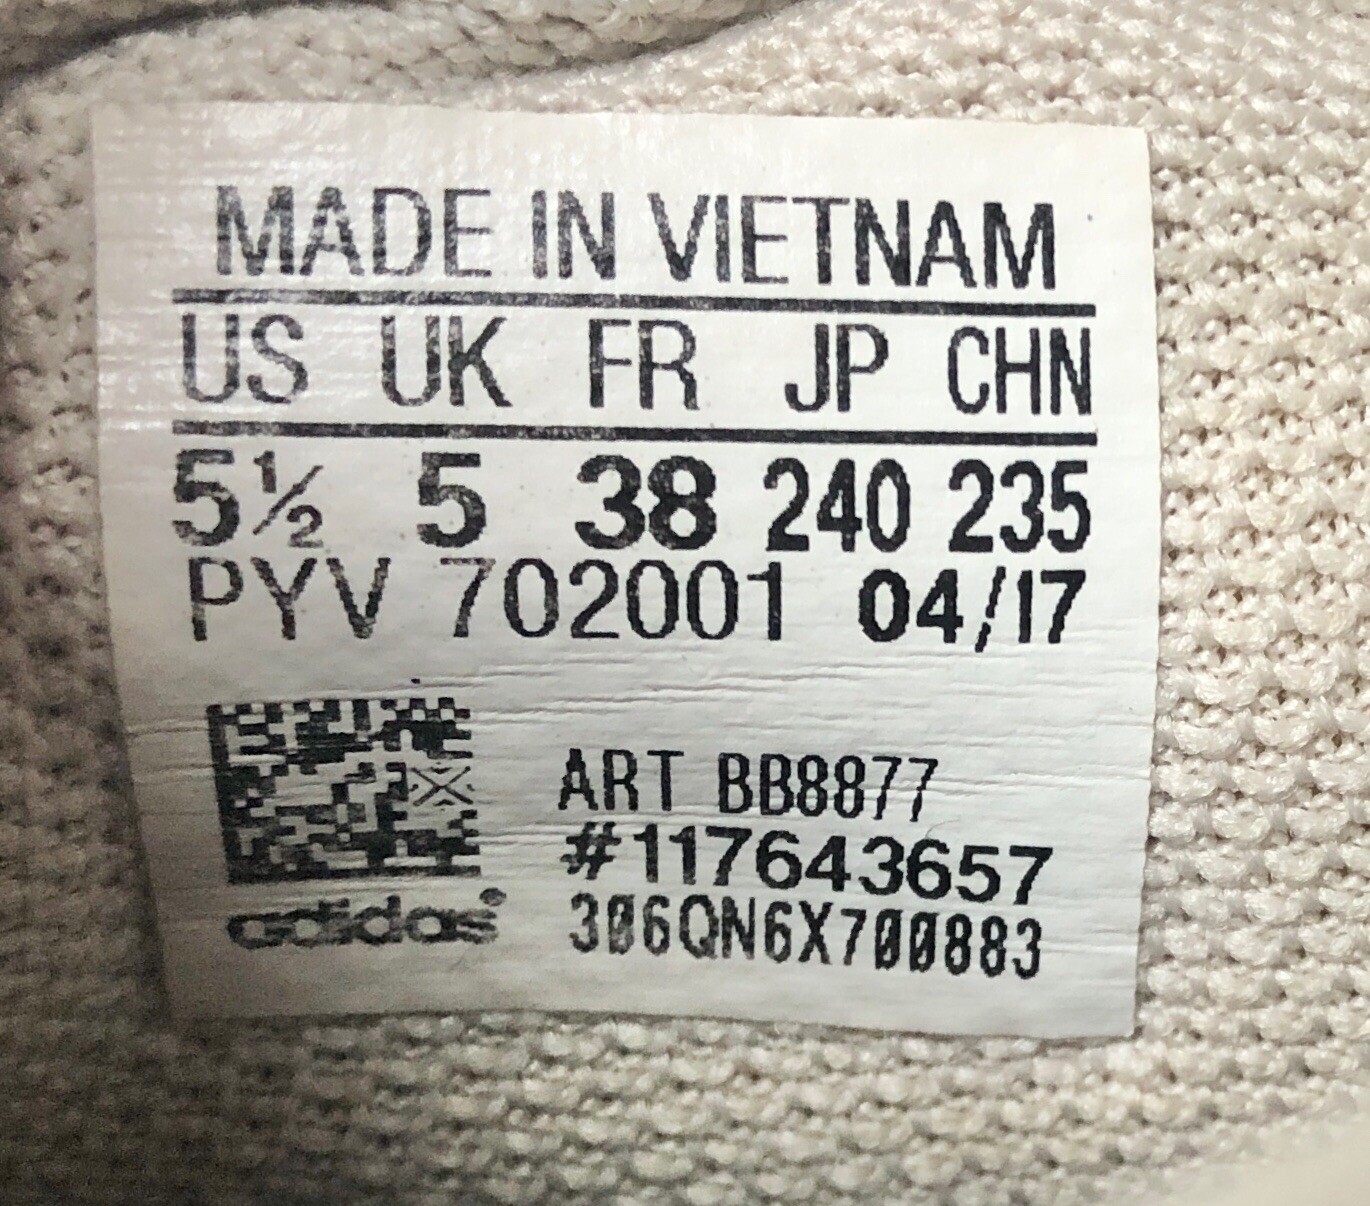 MADE IN VIETNAM
US UK FR JP CHN
5½ 5 38 240 235
PYV 702001 04/17
ART BB8877
#117643657
adidas® 306QN6X700883